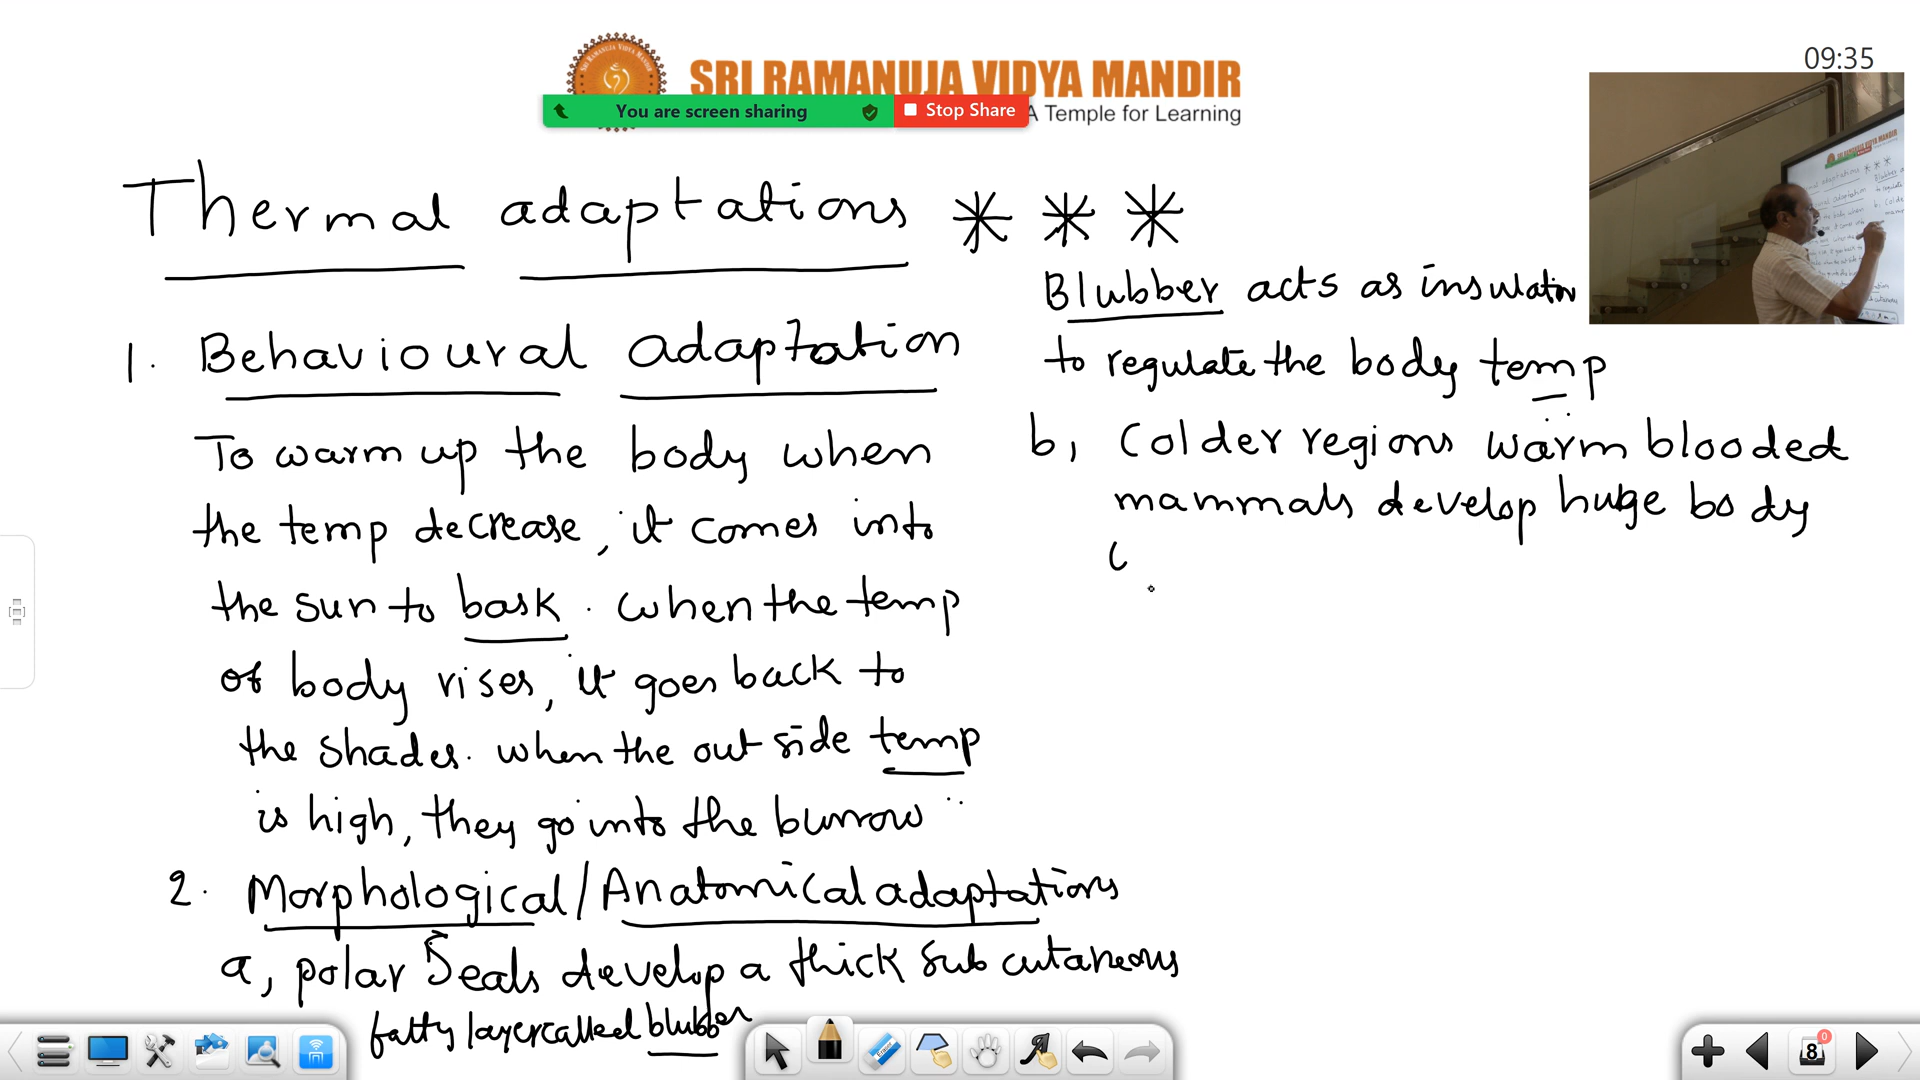 SRI RAMANUJA VIDYA MANDIR
A Temple for Learning
You are screen sharing
Stop Share
09:35
Thermal adaptations ***
1. Behavioural adaptation
To warm up the body when
the temp decrease, it comes into
the sun to bask. when the temp
of body rises, it goes back to
the shades. when the out side temp
is high, they go into the burrow
2. Morphological/Anatomical adaptations
a, polar Seals develop a thick Sub cutaneous
fatty layer called blubber
Blubber acts as insulator
to regulate the body temp
b, Colder regions warm blooded
mammals develop huge body
(
8
0